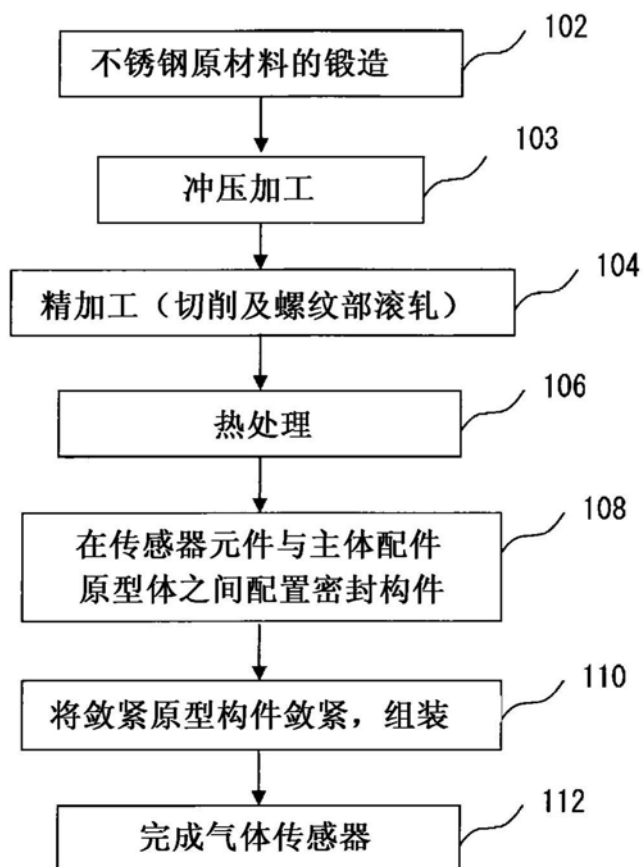 102
不锈钢原材料的锻造
103
冲压加工
104
精加工（切削及螺纹部滚轧）
106
热处理
108
在传感器元件与主体配件
原型体之间配置密封构件
110
将敛紧原型构件敛紧，组装
112
完成气体传感器